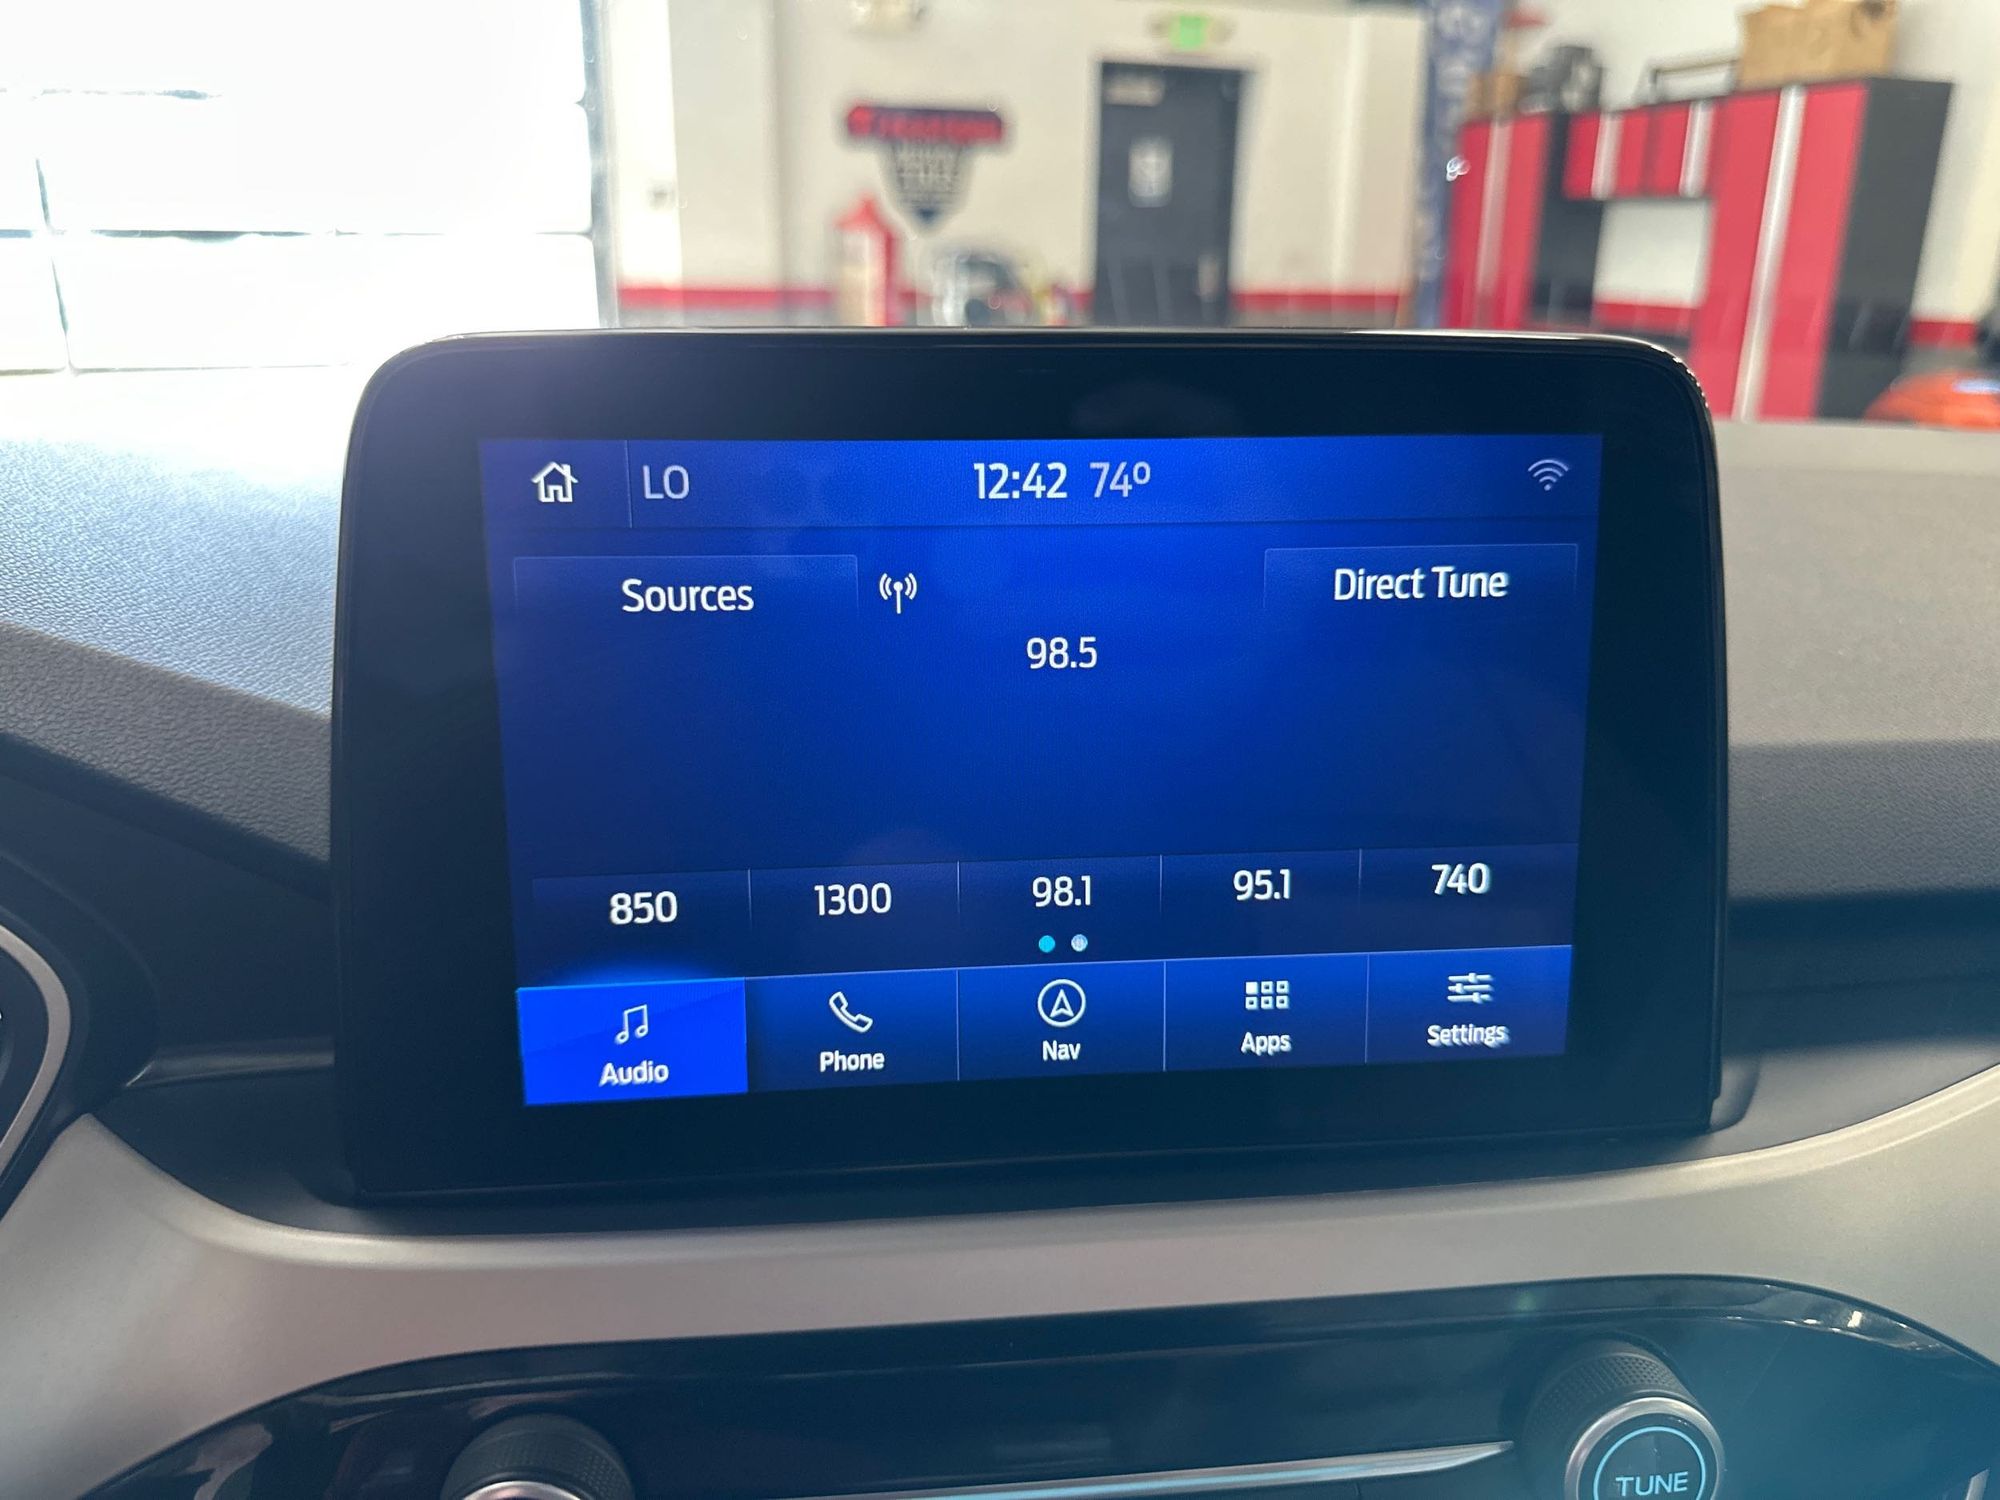 LO 12:42 74°
Sources Direct Tune
98.5
850 1300 98.1 95.1 740
Audio Phone Nav Apps Settings
TUNE